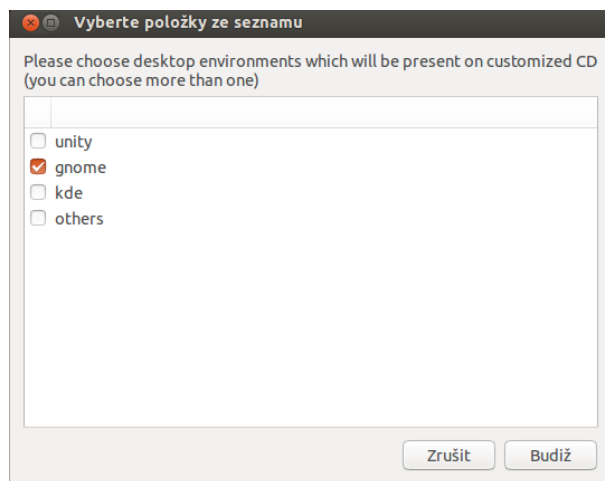 Vyberte položky ze seznamu
Please choose desktop environments which will be present on customized CD
(you can choose more than one)
unity
gnome
kde
others
Zrušit
Budiž